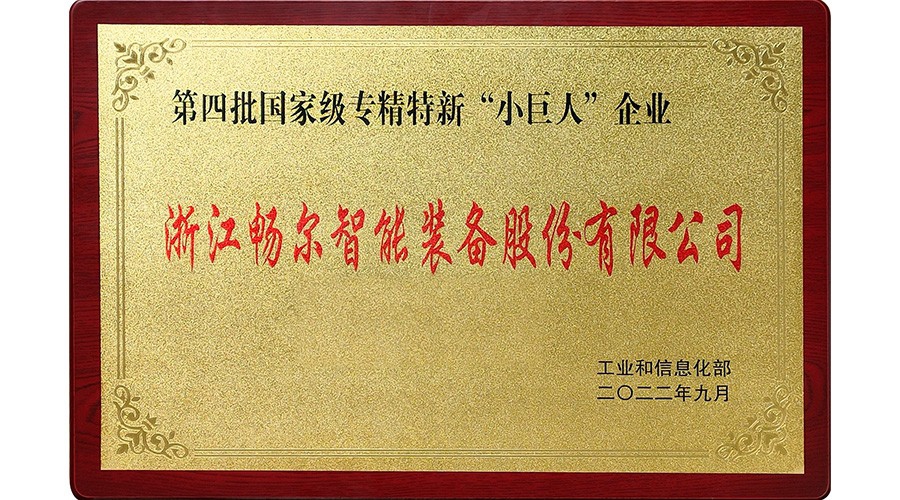 第四批国家级专精特新“小巨人”企业
浙江畅尔智能装备股份有限公司
工业和信息化部
二〇二二年九月